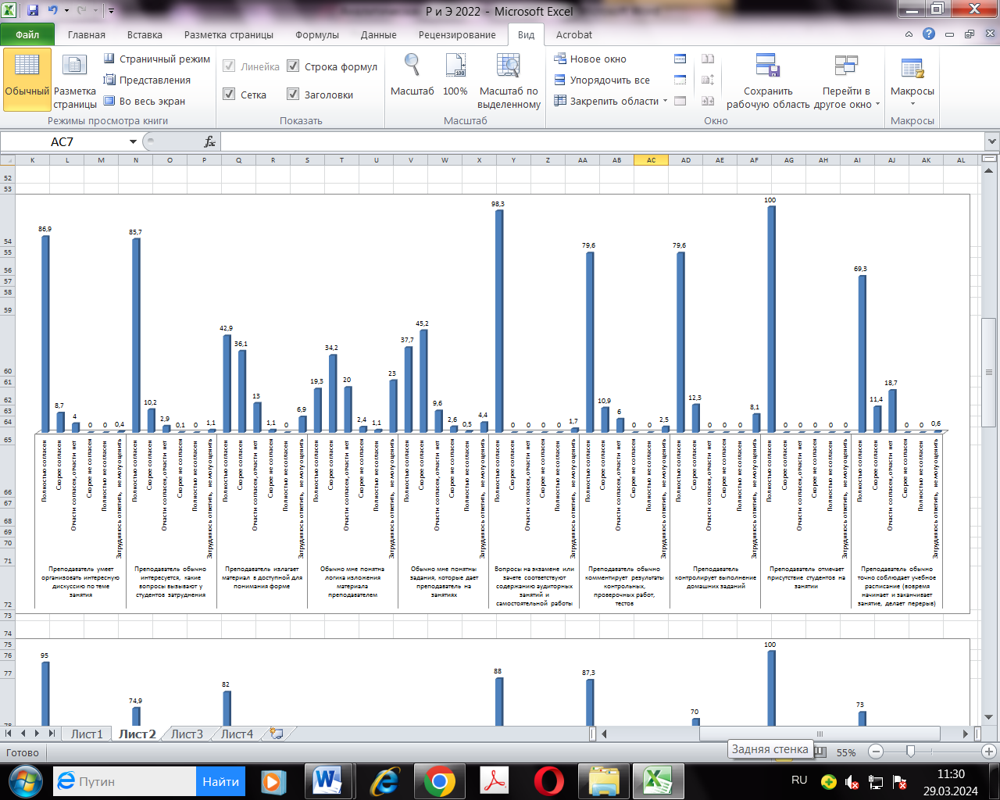 Р и Э 2022 - Microsoft Excel
Файл Главная Вставка Разметка страницы Формулы Данные Рецензирование Вид Acrobat
Обычный
Разметка страницы
Страничный режим
Представления
Во весь экран
Режимы просмотра книги
Линейка
Строка формул
Сетка
Заголовки
Показать
Масштаб
100%
Масштаб по выделенному
Масштаб
Новое окно
Упорядочить все
Закрепить области
Сохранить рабочую область
Перейти в другое окно
Окно
Макросы
Макросы
AC7
K L M N O P Q R S T U V W X Y Z AA AB AC AD AE AF AG AH AI AJ AK AL
52
53
54
55
56
57
58
59
60
61
62
63
64
65
66
67
68
69
70
71
72
73
74
75
76
77
78
86,9 8,7 4 0 0 0,4
85,7 10,2 2,9 0,1 0 1,1
42,9 36,1 13 1,1 0 6,9
19,3 34,2 20 2,4 1,1 23
37,7 45,2 9,6 2,6 0,5 4,4
98,3 0 0 0 0 1,7
79,6 10,9 6 0 0 2,5
79,6 12,3 0 0 0 8,1
100 0 0 0 0 0
69,3 11,4 18,7 0 0 0,6
Полностью согласен Скорее согласен Отчасти согласен, отчасти нет Скорее не согласен Полностью не согласен Затрудняюсь ответить, не могу оценить
Полностью согласен Скорее согласен Отчасти согласен, отчасти нет Скорее не согласен Полностью не согласен Затрудняюсь ответить, не могу оценить
Полностью согласен Скорее согласен Отчасти согласен, отчасти нет Скорее не согласен Полностью не согласен Затрудняюсь ответить, не могу оценить
Полностью согласен Скорее согласен Отчасти согласен, отчасти нет Скорее не согласен Полностью не согласен Затрудняюсь ответить, не могу оценить
Полностью согласен Скорее согласен Отчасти согласен, отчасти нет Скорее не согласен Полностью не согласен Затрудняюсь ответить, не могу оценить
Полностью согласен Скорее согласен Отчасти согласен, отчасти нет Скорее не согласен Полностью не согласен Затрудняюсь ответить, не могу оценить
Полностью согласен Скорее согласен Отчасти согласен, отчасти нет Скорее не согласен Полностью не согласен Затрудняюсь ответить, не могу оценить
Полностью согласен Скорее согласен Отчасти согласен, отчасти нет Скорее не согласен Полностью не согласен Затрудняюсь ответить, не могу оценить
Полностью согласен Скорее согласен Отчасти согласен, отчасти нет Скорее не согласен Полностью не согласен Затрудняюсь ответить, не могу оценить
Полностью согласен Скорее согласен Отчасти согласен, отчасти нет Скорее не согласен Полностью не согласен Затрудняюсь ответить, не могу оценить
Преподаватель умеет
организовать интересную
дискуссию по теме
занятия
Преподаватель обычно
интересуется, какие
вопросы вызывают у
студентов затруднения
Преподаватель излагает
материал в доступной для
понимания форме
Обычно мне понятна
логика изложения
материала
преподавателем
Обычно мне понятны
задания, которые дает
преподаватель на
занятиях
Вопросы на экзамене или
зачете соответствуют
содержанию аудиторных
занятий и
самостоятельной работы
Преподаватель обычно
комментирует результаты
контрольных,
проверочных работ,
тестов
Преподаватель
контролирует выполнение
домашних заданий
Преподаватель отмечает
присутствие студентов на
занятии
Преподаватель обычно
точно соблюдает учебное
расписание (вовремя
начинает и заканчивает
занятие, делает перерыв)
95 74,9 82 88 87,3 70 100 73
Лист1 Лист2 Лист3 Лист4
Задняя стенка
Готово
55%
Путин
Найти
RU
11:30
29.03.2024